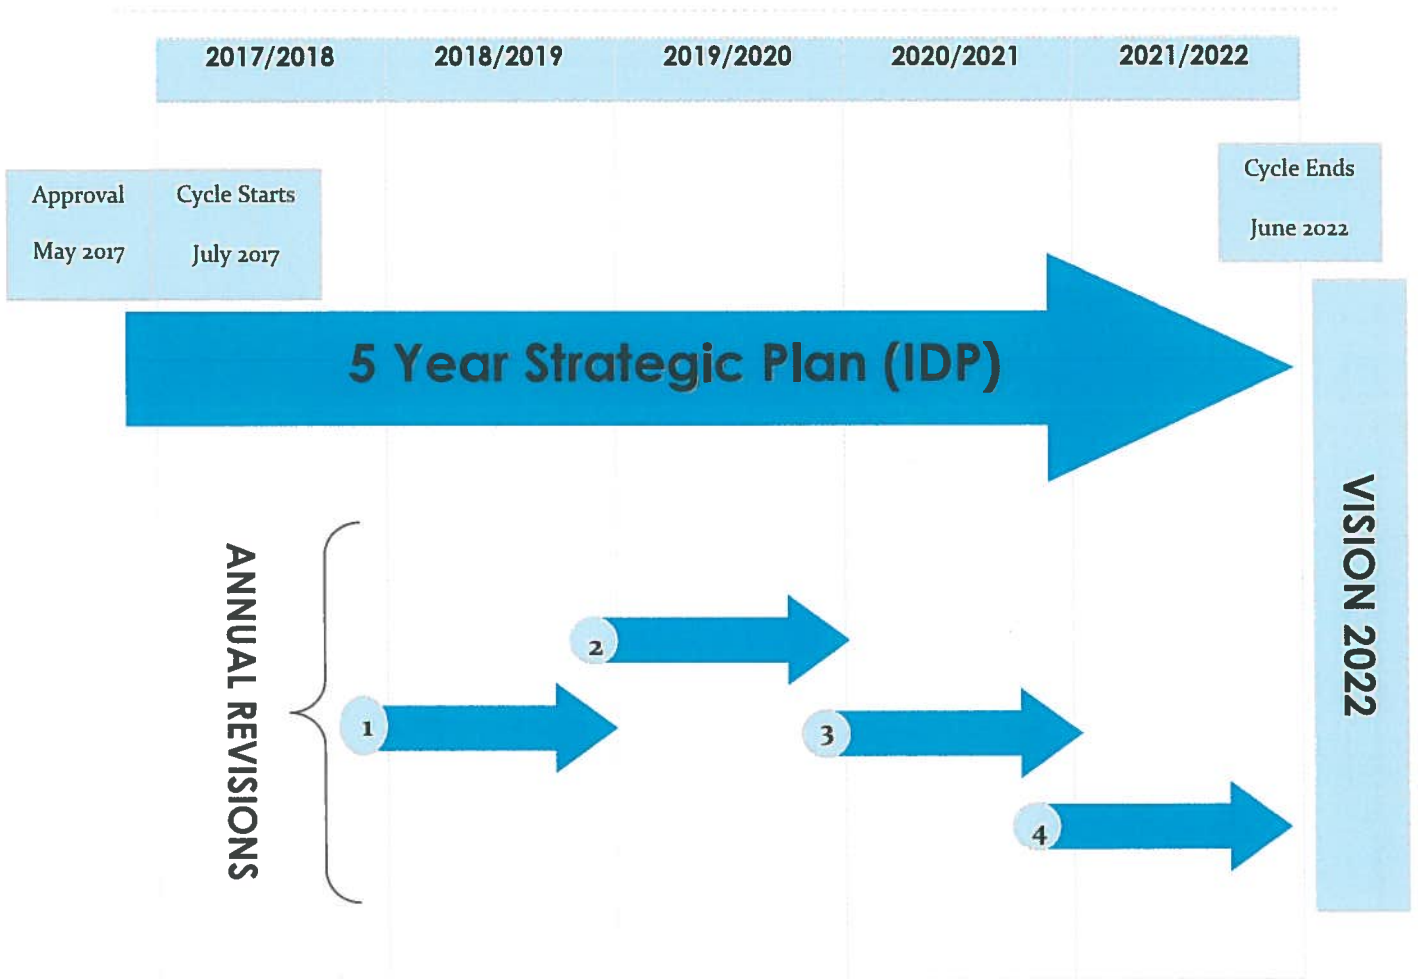 2017/2018 2018/2019 2019/2020 2020/2021 2021/2022
Approval
May 2017
Cycle Starts
July 2017
Cycle Ends
June 2022
5 Year Strategic Plan (IDP)
VISION 2022
ANNUAL REVISIONS
2
1
3
4